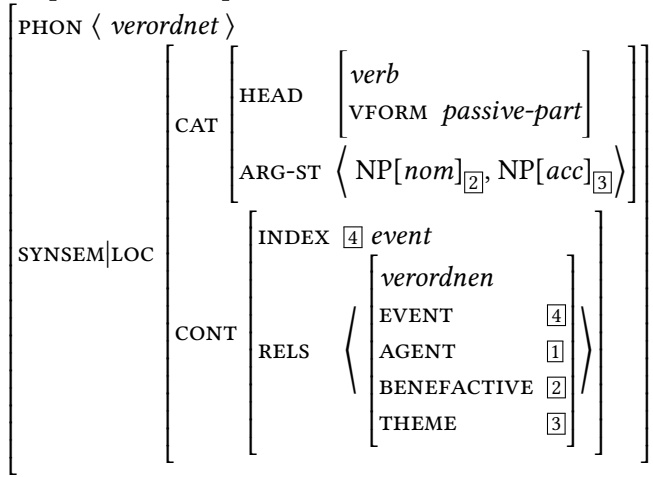 PHON ⟨ verordnet ⟩
SYNSEM|LOC
CAT
HEAD
verb
VFORM passive-part
ARG-ST ⟨ NP[nom]2, NP[acc]3 ⟩
CONT
INDEX 4 event
RELS
verordnen
EVENT 4
AGENT 1
BENEFACTIVE 2
THEME 3